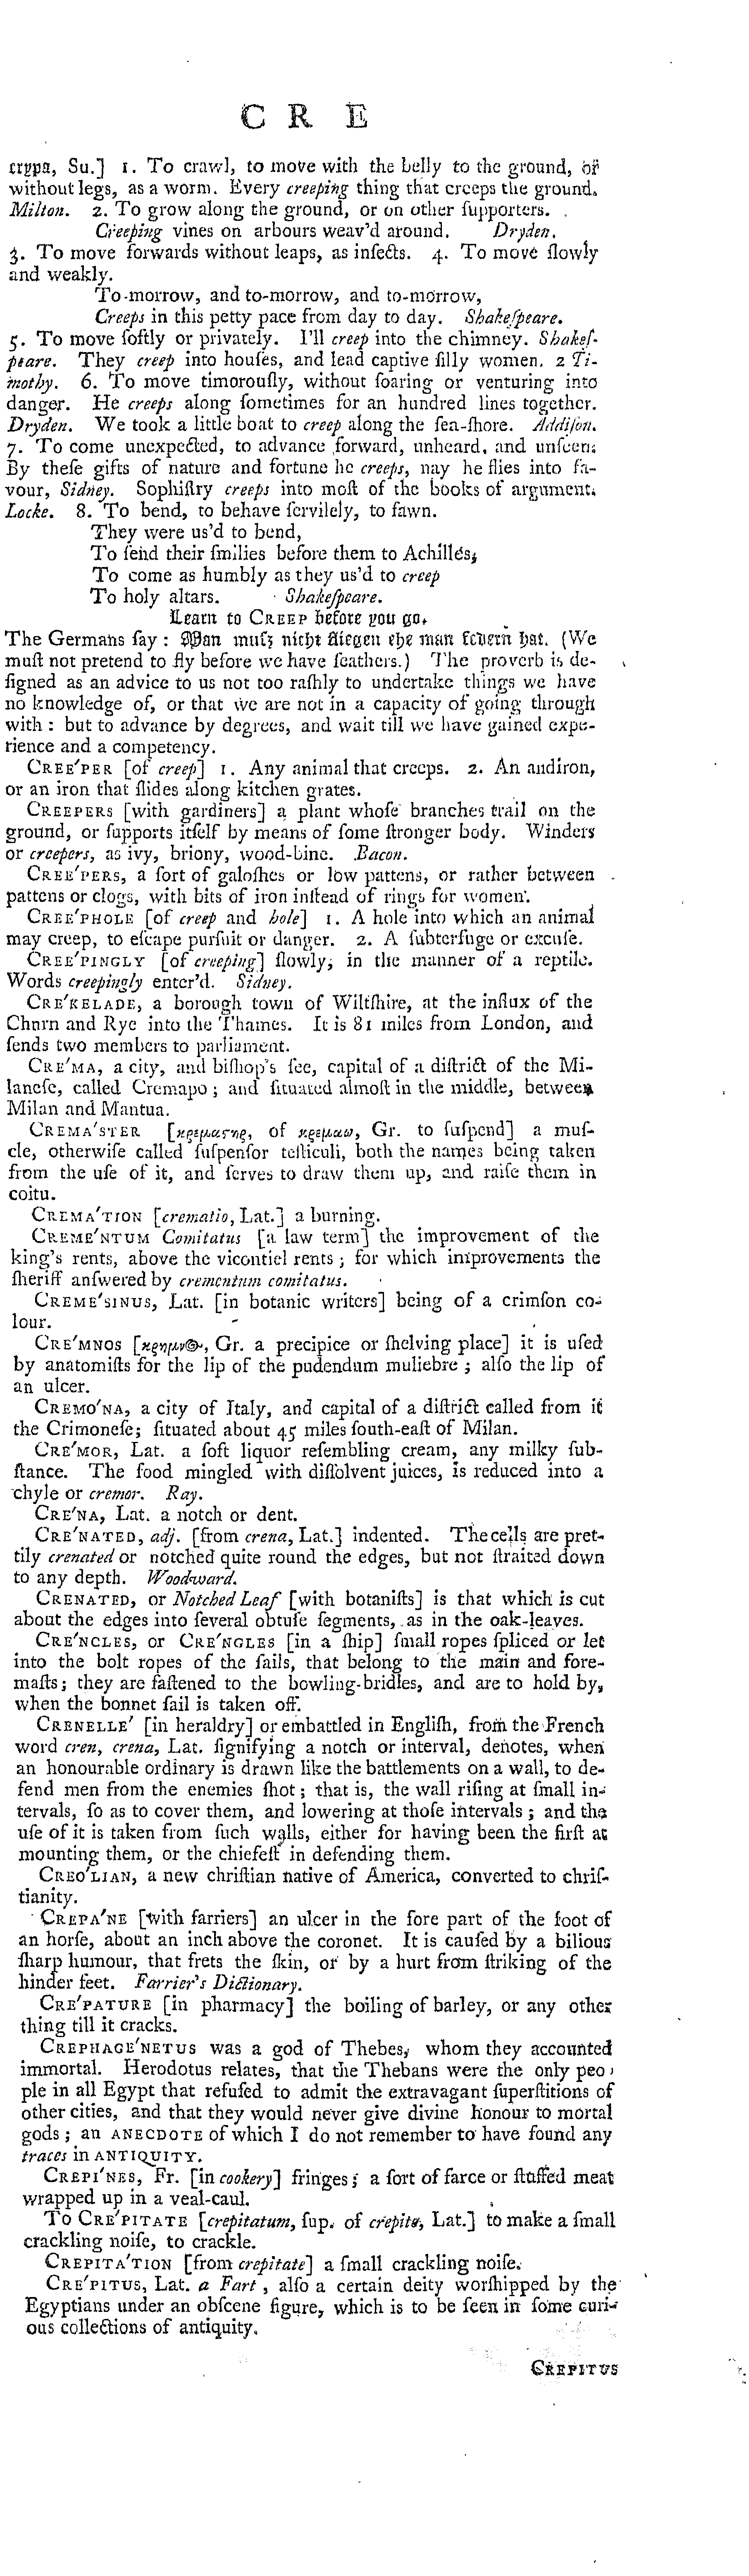 C R E
crypa, Su.] 1. To crawl, to move with the belly to the ground, or
without legs, as a worm. Every creeping thing that creeps the ground.
Milton. 2. To grow along the ground, or on other ſupporters.
Creeping vines on arbours weav'd around. Dryden.
3. To move forwards without leaps, as inſects. 4. To move ſlowly
and weakly.
To-morrow, and to-morrow, and to-morrow,
Creeps in this petty pace from day to day. Shakeſpeare.
5. To move ſoftly or privately. I'll creep into the chimney. Shakeſ-
peare. They creep into houſes, and lead captive ſilly women. 2 Ti-
mothy. 6. To move timorouſly, without ſoaring or venturing into
danger. He creeps along ſometimes for an hundred lines together.
Dryden. We took a little boat to creep along the ſea-ſhore. Addiſon.
7. To come unexpected, to advance forward, unheard, and unſeen.
By theſe gifts of nature and fortune he creeps, nay he flies into fa-
vour, Sidney. Sophiſtry creeps into moſt of the books of argument.
Locke. 8. To bend, to behave ſervilely, to fawn.
They were us'd to bend,
To ſend their ſmilies before them to Achilles,
To come as humbly as they us'd to creep
To holy altars. Shakeſpeare.
Learn to CREEP before you go.
The Germans ſay: Man muſz nicht fliegen ehe man federn hat. (We
muſt not pretend to fly before we have feathers.) The proverb is de-
ſigned as an advice to us not too raſhly to undertake things we have
no knowledge of, or that we are not in a capacity of going through
with: but to advance by degrees, and wait till we have gained expe-
rience and a competency.
CREE'PER [of creep] 1. Any animal that creeps. 2. An andiron,
or an iron that ſlides along kitchen grates.
CREEPERS [with gardiners] a plant whoſe branches trail on the
ground, or ſupports itſelf by means of ſome ſtronger body. Winders
or creepers, as ivy, briony, wood-bine. Bacon.
CREE'PERS, a ſort of galoſhes or low pattens, or rather between
pattens or clogs, with bits of iron inſtead of rings for women.
CREE'PHOLE [of creep and hole] 1. A hole into which an animal
may creep, to eſcape purſuit or danger. 2. A ſubterfuge or excuſe.
CREE'PINGLY [of creeping] ſlowly, in the manner of a reptile.
Words creepingly enter'd. Sidney.
CRE'KELADE, a borough town of Wiltſhire, at the influx of the
Churn and Rye into the Thames. It is 81 miles from London, and
ſends two members to parliament.
CRE'MA, a city, and biſhop's ſee, capital of a diſtrict of the Mi-
laneſe, called Cremapo; and ſituated almoſt in the middle, between
Milan and Mantua.
CREMA'STER [κρεμαϛης, of κρεμαω, Gr. to ſuſpend] a muſ-
cle, otherwiſe called ſuſpenſor teſticuli, both the names being taken
from the uſe of it, and ſerves to draw them up, and raiſe them in
coitu.
CREMA'TION [crematio, Lat.] a burning.
CREME'NTUM Comitatus [a law term] the improvement of the
king's rents, above the vicontiel rents; for which improvements the
ſheriff anſwered by crementum comitatus.
CREME'SINUS, Lat. [in botanic writers] being of a crimſon co-
lour.
CRE'MNOS [κρημνος, Gr. a precipice or ſhelving place] it is uſed
by anatomiſts for the lip of the pudendum muliebre; alſo the lip of
an ulcer.
CREMO'NA, a city of Italy, and capital of a diſtrict called from it
the Crimoneſe; ſituated about 45 miles ſouth-eaſt of Milan.
CRE'MOR, Lat. a ſoft liquor reſembling cream, any milky ſub-
ſtance. The food mingled with diſſolvent juices, is reduced into a
chyle or cremor. Ray.
CRE'NA, Lat. a notch or dent.
CRE'NATED, adj. [from crena, Lat.] indented. The cells are pret-
tily crenated or notched quite round the edges, but not ſtraited down
to any depth. Woodward.
CRENATED, or Notched Leaf [with botaniſts] is that which is cut
about the edges into ſeveral obtuſe ſegments, as in the oak-leaves.
CRE'NCLES, or CRE'NGLES [in a ſhip] ſmall ropes ſpliced or let
into the bolt ropes of the ſails, that belong to the main and fore-
maſts; they are faſtened to the bowling-bridles, and are to hold by,
when the bonnet ſail is taken off.
CRENELLE' [in heraldry] or embattled in Engliſh, from the French
word cren, crena, Lat. ſignifying a notch or interval, denotes, when
an honourable ordinary is drawn like the battlements on a wall, to de-
fend men from the enemies ſhot; that is, the wall riſing at ſmall in-
tervals, ſo as to cover them, and lowering at thoſe intervals; and the
uſe of it is taken from ſuch walls, either for having been the firſt at
mounting them, or the chiefeſt in defending them.
CREO'LIAN, a new chriſtian native of America, converted to chriſ-
tianity.
CREPA'NE [with farriers] an ulcer in the fore part of the foot of
an horſe, about an inch above the coronet. It is cauſed by a bilious
ſharp humour, that frets the ſkin, or by a hurt from ſtriking of the
hinder feet. Farrier's Dictionary.
CRE'PATURE [in pharmacy] the boiling of barley, or any other
thing till it cracks.
CREPHAGE'NETUS was a god of Thebes, whom they accounted
immortal. Herodotus relates, that the Thebans were the only peo-
ple in all Egypt that refuſed to admit the extravagant ſuperſtitions of
other cities, and that they would never give divine honour to mortal
gods; an ANECDOTE of which I do not remember to have found any
traces in ANTIQUITY.
CREPI'NES, Fr. [in cookery] fringes; a ſort of farce or ſtuffed meat
wrapped up in a veal-caul.
To CRE'PITATE [crepitatum, ſup. of crepito, Lat.] to make a ſmall
crackling noiſe, to crackle.
CREPITA'TION [from crepitate] a ſmall crackling noiſe.
CRE'PITUS, Lat. a Fart, alſo a certain deity worſhipped by the
Egyptians under an obſcene figure, which is to be ſeen in ſome curi-
ous collections of antiquity.
CREPITUS